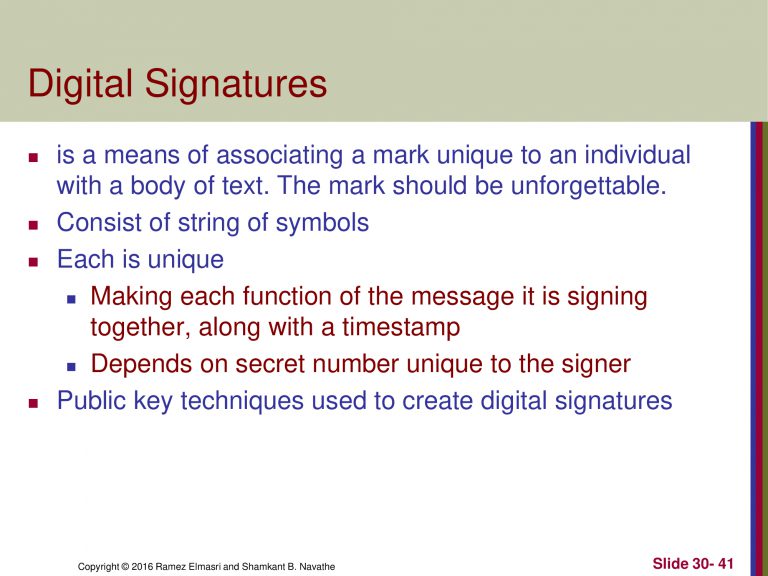 Digital Signatures
is a means of associating a mark unique to an individual
with a body of text. The mark should be unforgettable.
Consist of string of symbols
Each is unique
Making each function of the message it is signing
together, along with a timestamp
Depends on secret number unique to the signer
Public key techniques used to create digital signatures
Copyright © 2016 Ramez Elmasri and Shamkant B. Navathe
Slide 30- 41